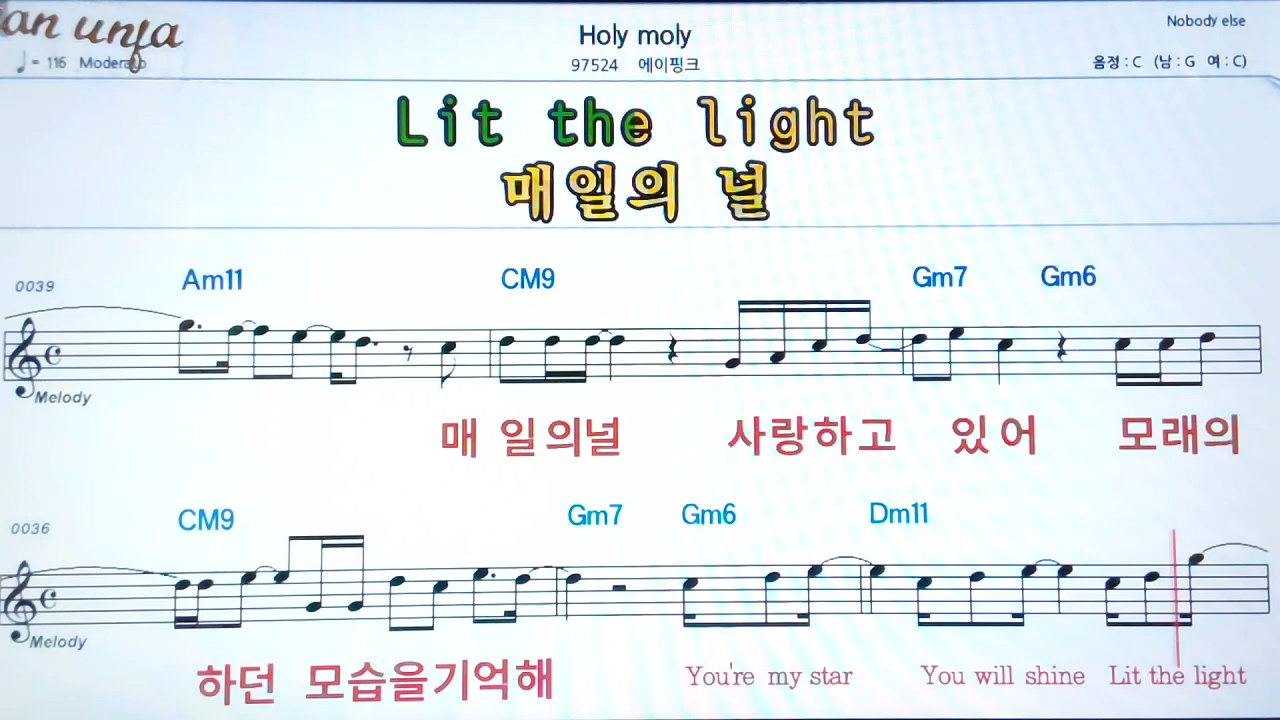 an unfa
Holy moly
Nobody else
♩= 116 Moderato
97524 에이핑크
음정 : C (남 : G 여 : C)
Lit the light
매일의 널
Am11 CM9 Gm7 Gm6
0039
Melody
매 일의널 사랑하고 있어 모래의
CM9 Gm7 Gm6 Dm11
0036
Melody
하던 모습을기억해 You're my star You will shine Lit the light